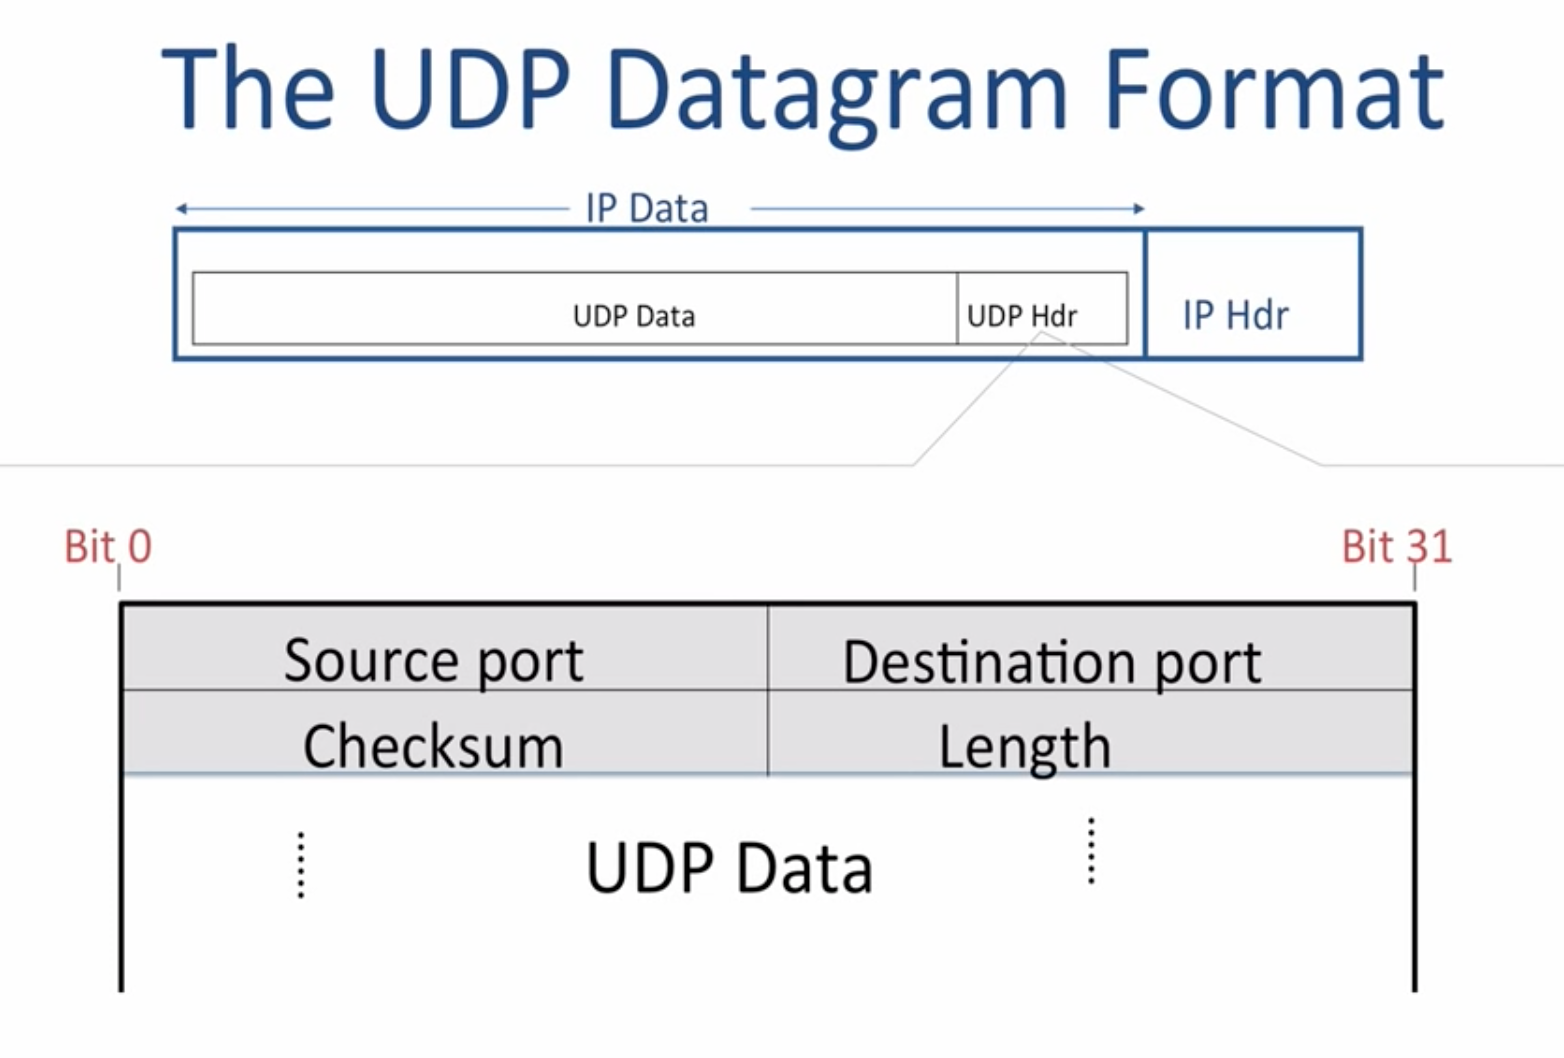 The UDP Datagram Format
IP Data
UDP Data
UDP Hdr
IP Hdr
Bit 0
Bit 31
Source port
Destination port
Checksum
Length
UDP Data